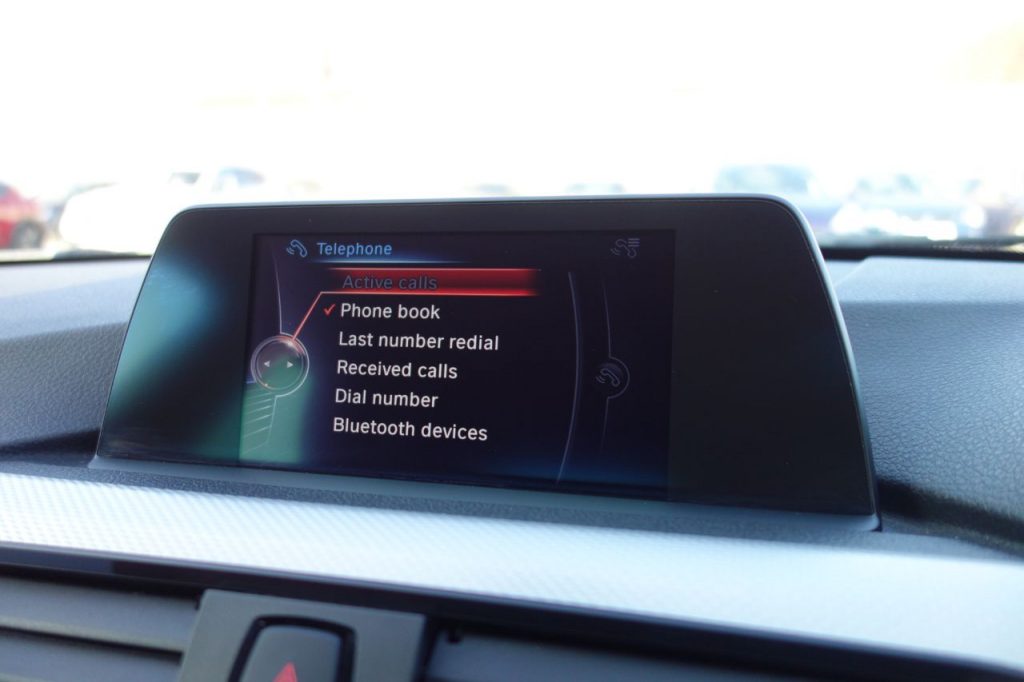 Telephone
Active calls
Phone book
Last number redial
Received calls
Dial number
Bluetooth devices